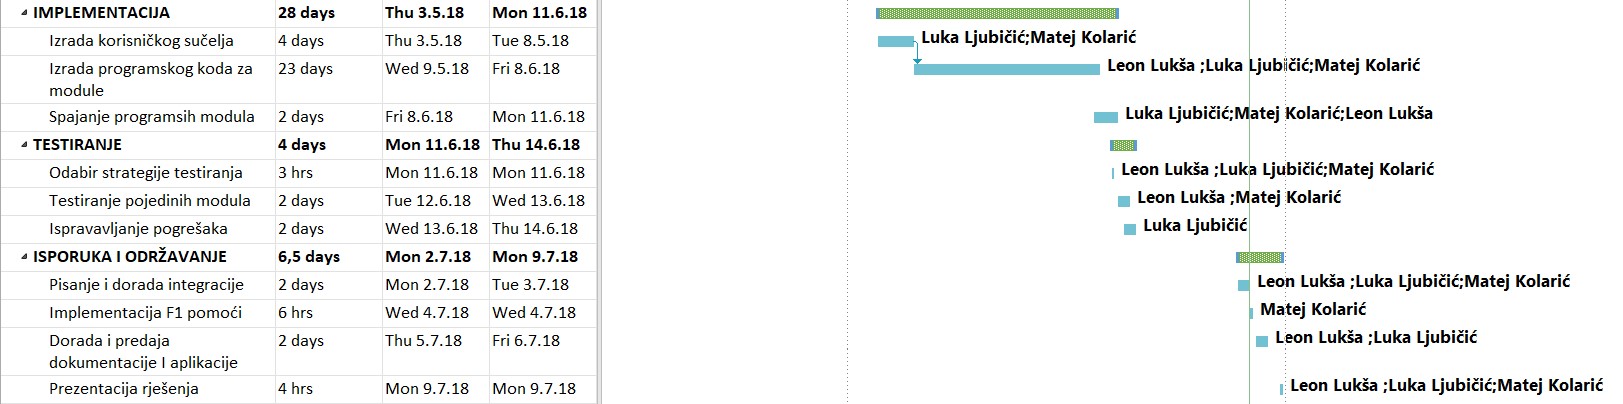 IMPLEMENTACIJA 28 days Thu 3.5.18 Mon 11.6.18
Izrada korisničkog sučelja 4 days Thu 3.5.18 Tue 8.5.18 Luka Ljubičić;Matej Kolarić
Izrada programskog koda za 23 days Wed 9.5.18 Fri 8.6.18 Leon Lukša ;Luka Ljubičić;Matej Kolarić
module
Spajanje programsih modula 2 days Fri 8.6.18 Mon 11.6.18 Luka Ljubičić;Matej Kolarić;Leon Lukša
TESTIRANJE 4 days Mon 11.6.18 Thu 14.6.18
Odabir strategije testiranja 3 hrs Mon 11.6.18 Mon 11.6.18 Leon Lukša ;Luka Ljubičić;Matej Kolarić
Testiranje pojedinih modula 2 days Tue 12.6.18 Wed 13.6.18 Leon Lukša ;Matej Kolarić
Ispravavljanje pogrešaka 2 days Wed 13.6.18 Thu 14.6.18 Luka Ljubičić
ISPORUKA I ODRŽAVANJE 6,5 days Mon 2.7.18 Mon 9.7.18
Pisanje i dorada integracije 2 days Mon 2.7.18 Tue 3.7.18 Leon Lukša ;Luka Ljubičić;Matej Kolarić
Implementacija F1 pomoći 6 hrs Wed 4.7.18 Wed 4.7.18 Matej Kolarić
Dorada i predaja 2 days Thu 5.7.18 Fri 6.7.18 Leon Lukša ;Luka Ljubičić
dokumentacije I aplikacije
Prezentacija rješenja 4 hrs Mon 9.7.18 Mon 9.7.18 Leon Lukša ;Luka Ljubičić;Matej Kolarić